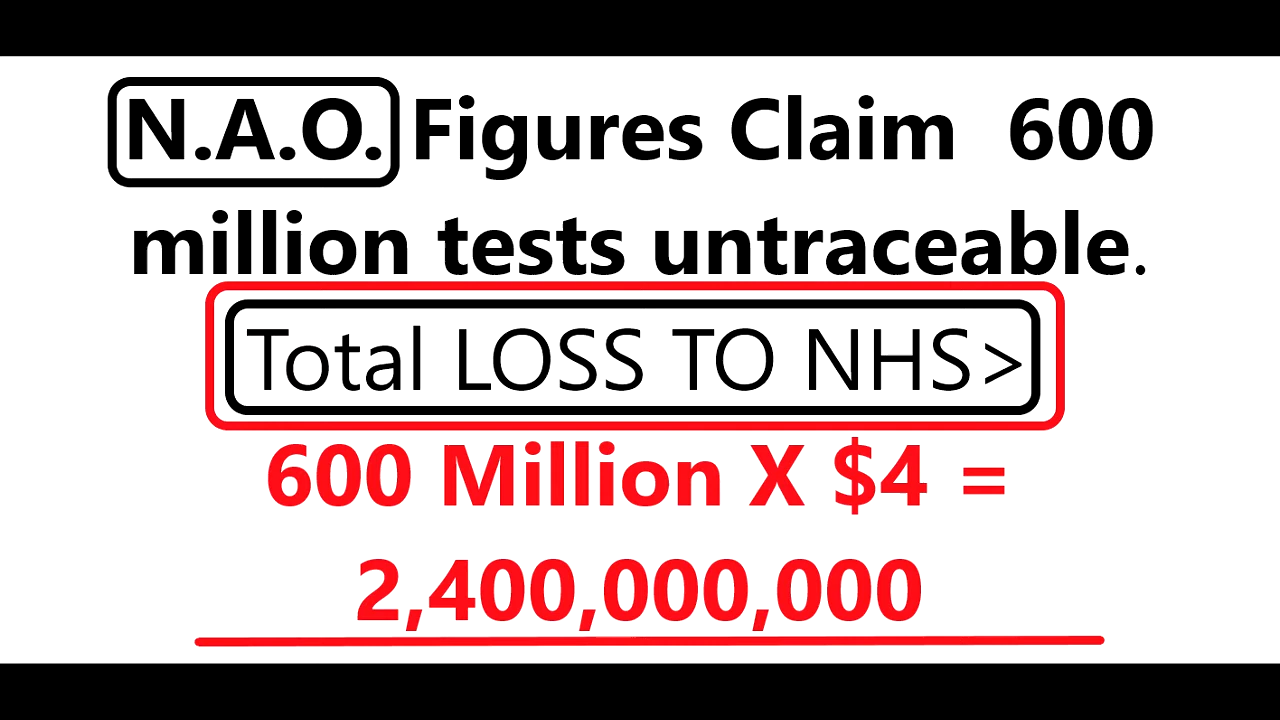 N.A.O. Figures Claim 600
million tests untraceable.
Total LOSS TO NHS>
600 Million X $4 =
2,400,000,000